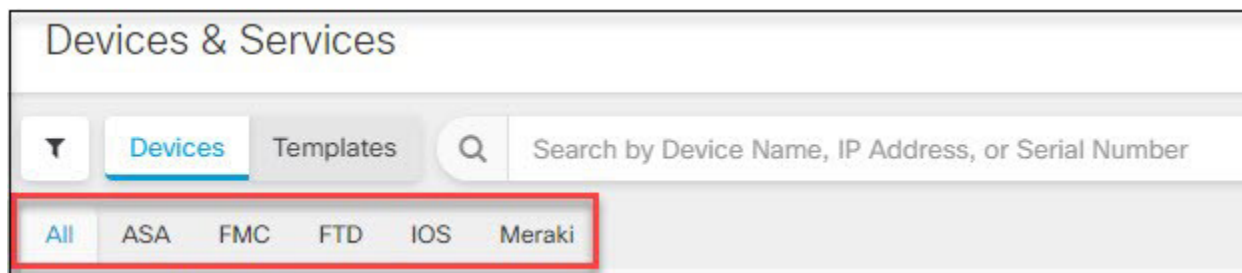 Devices & Services
Devices Templates Search by Device Name, IP Address, or Serial Number
All ASA FMC FTD IOS Meraki